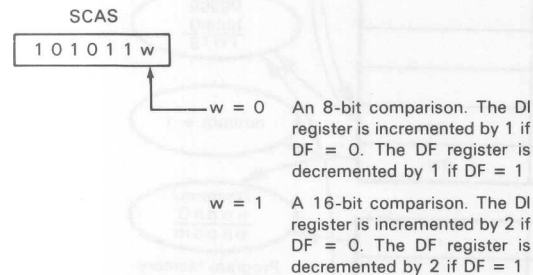 SCAS
1 0 1 0 1 1 w
w = 0 An 8-bit comparison. The DI
register is incremented by 1 if
DF = 0. The DF register is
decremented by 1 if DF = 1
w = 1 A 16-bit comparison. The DI
register is incremented by 2 if
DF = 0. The DF register is
decremented by 2 if DF = 1